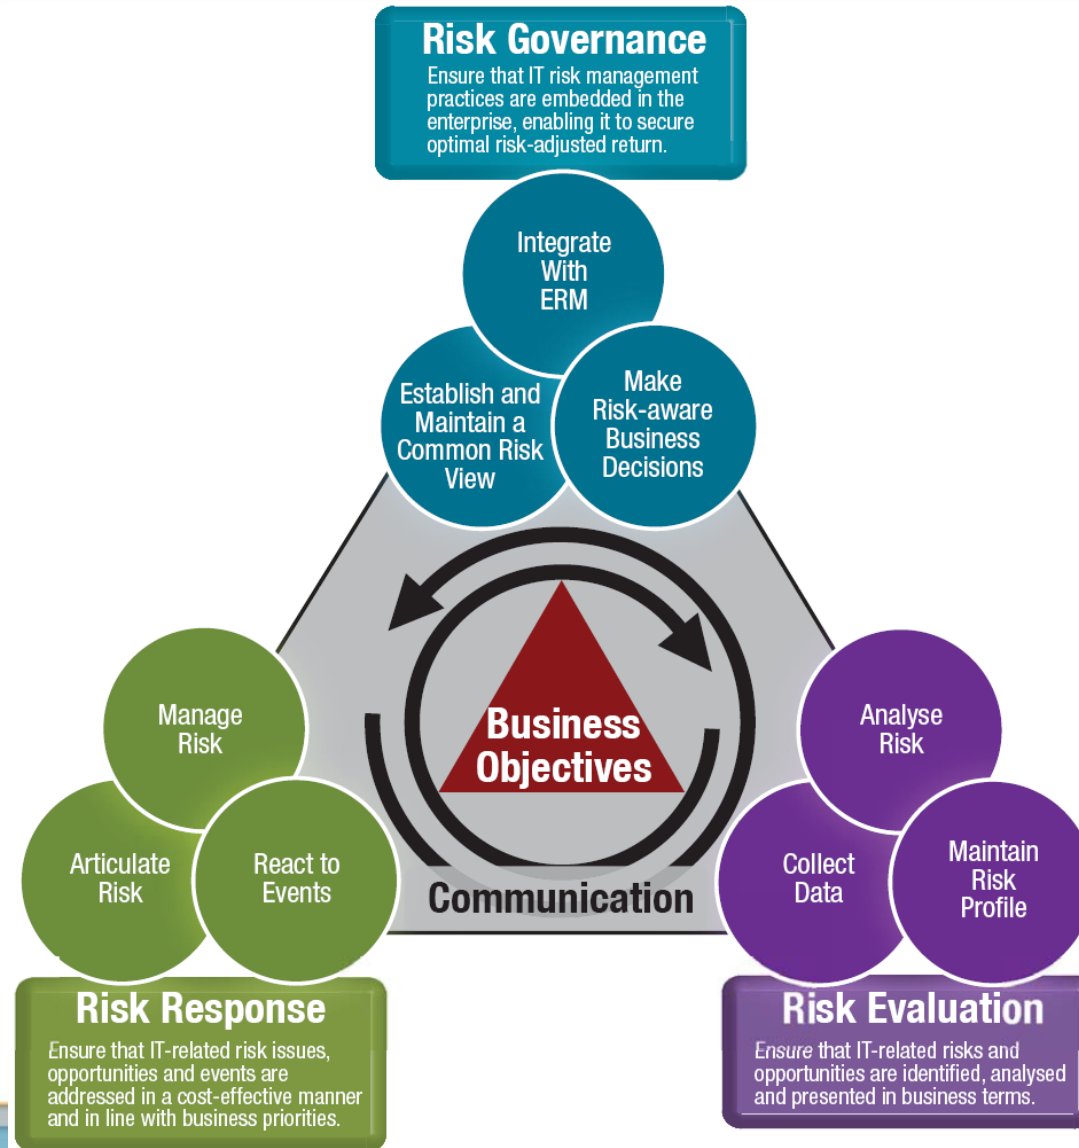 Risk Governance
Ensure that IT risk management
practices are embedded in the
enterprise, enabling it to secure
optimal risk-adjusted return.
Integrate
With
ERM
Establish and
Maintain a
Common Risk
View
Make
Risk-aware
Business
Decisions
Business
Objectives
Communication
Manage
Risk
Articulate
Risk
React to
Events
Analyse
Risk
Collect
Data
Maintain
Risk
Profile
Risk Response
Ensure that IT-related risk issues,
opportunities and events are
addressed in a cost-effective manner
and in line with business priorities.
Risk Evaluation
Ensure that IT-related risks and
opportunities are identified, analysed
and presented in business terms.